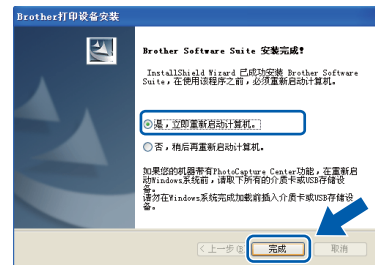 Brother打印设备安装
Brother Software Suite 安装完成!
InstallShield Wizard 已成功安装 Brother Software
Suite,在使用该程序之前,必须重新启动计算机。
是,立即重新启动计算机。
否,稍后再重新启动计算机。
如果您的机器带有PhotoCapture Center功能,在重新启
动Windows系统前,请取下所有的介质卡或USB存储设
备。
请勿在Windows系统完成加载前插入介质卡或USB存储设
备。
<上一步 完成 取消